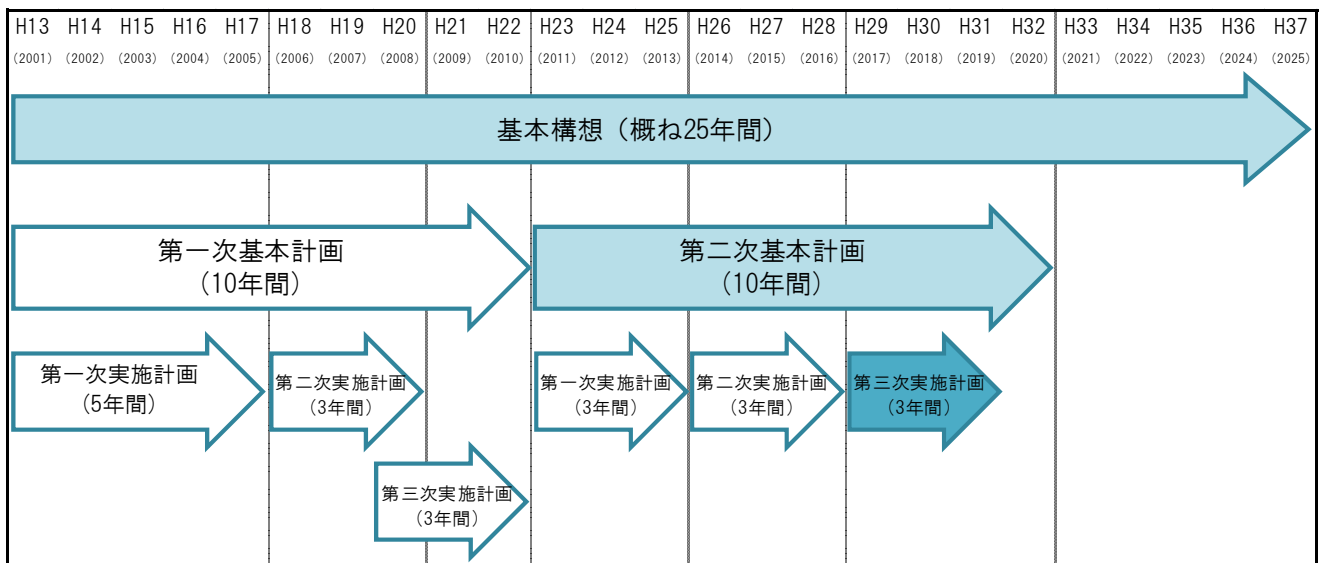 H13 H14 H15 H16 H17 H18 H19 H20 H21 H22 H23 H24 H25 H26 H27 H28 H29 H30 H31 H32 H33 H34 H35 H36 H37
(2001) (2002) (2003) (2004) (2005) (2006) (2007) (2008) (2009) (2010) (2011) (2012) (2013) (2014) (2015) (2016) (2017) (2018) (2019) (2020) (2021) (2022) (2023) (2024) (2025)
基本構想（概ね25年間）
第一次基本計画
（10年間）
第二次基本計画
（10年間）
第一次実施計画
（5年間）
第二次実施計画
（3年間）
第一次実施計画
（3年間）
第二次実施計画
（3年間）
第三次実施計画
（3年間）
第三次実施計画
（3年間）